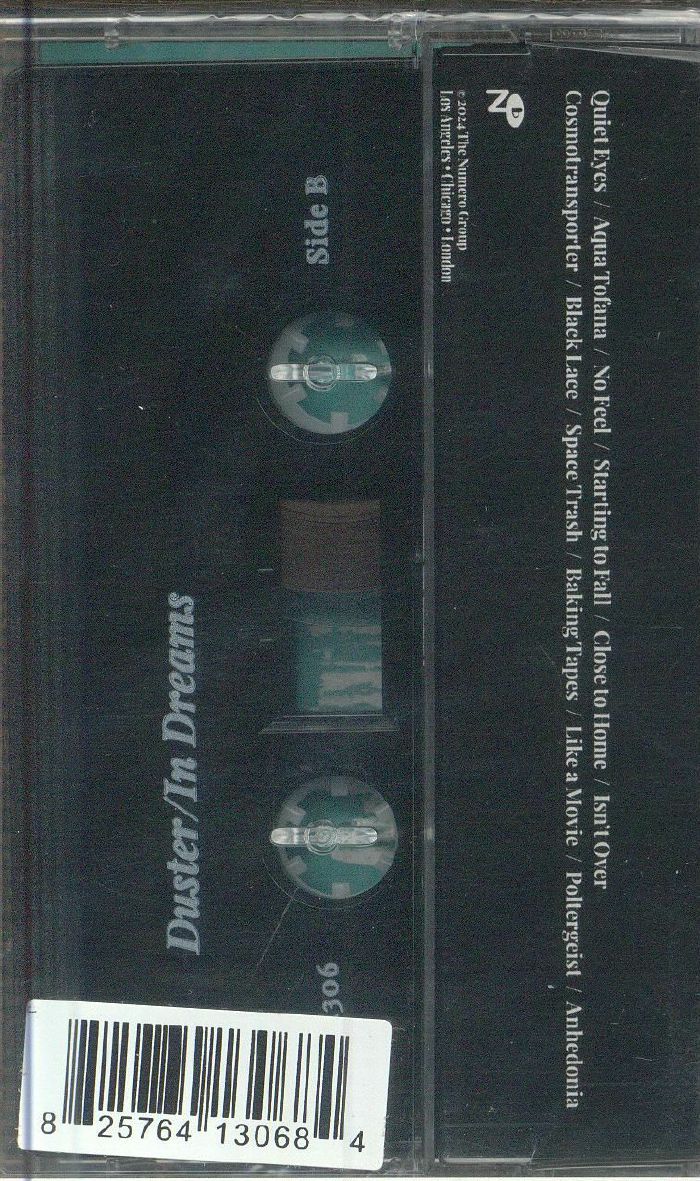 Quiet Eyes / Aqua Tofana / No Feel / Starting to Fall / Close to Home / Isn't Over
Cosmotransporter / Black Lace / Space Trash / Baking Tapes / Like a Movie / Poltergeist / Anhedonia
N b
© 2024 The Numero Group
Los Angeles • Chicago • London
Side B
Duster/In Dreams
306
8 25764 13068 4